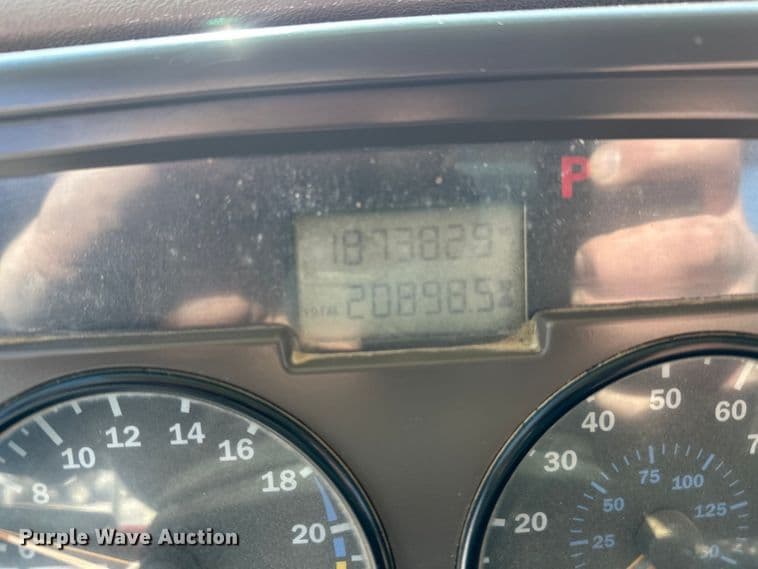 P
1873829
TOTAL 20898.5
8 10 12 14 16 18 20
20 30 40 50 60
25 50 75 100 125
Purple Wave Auction